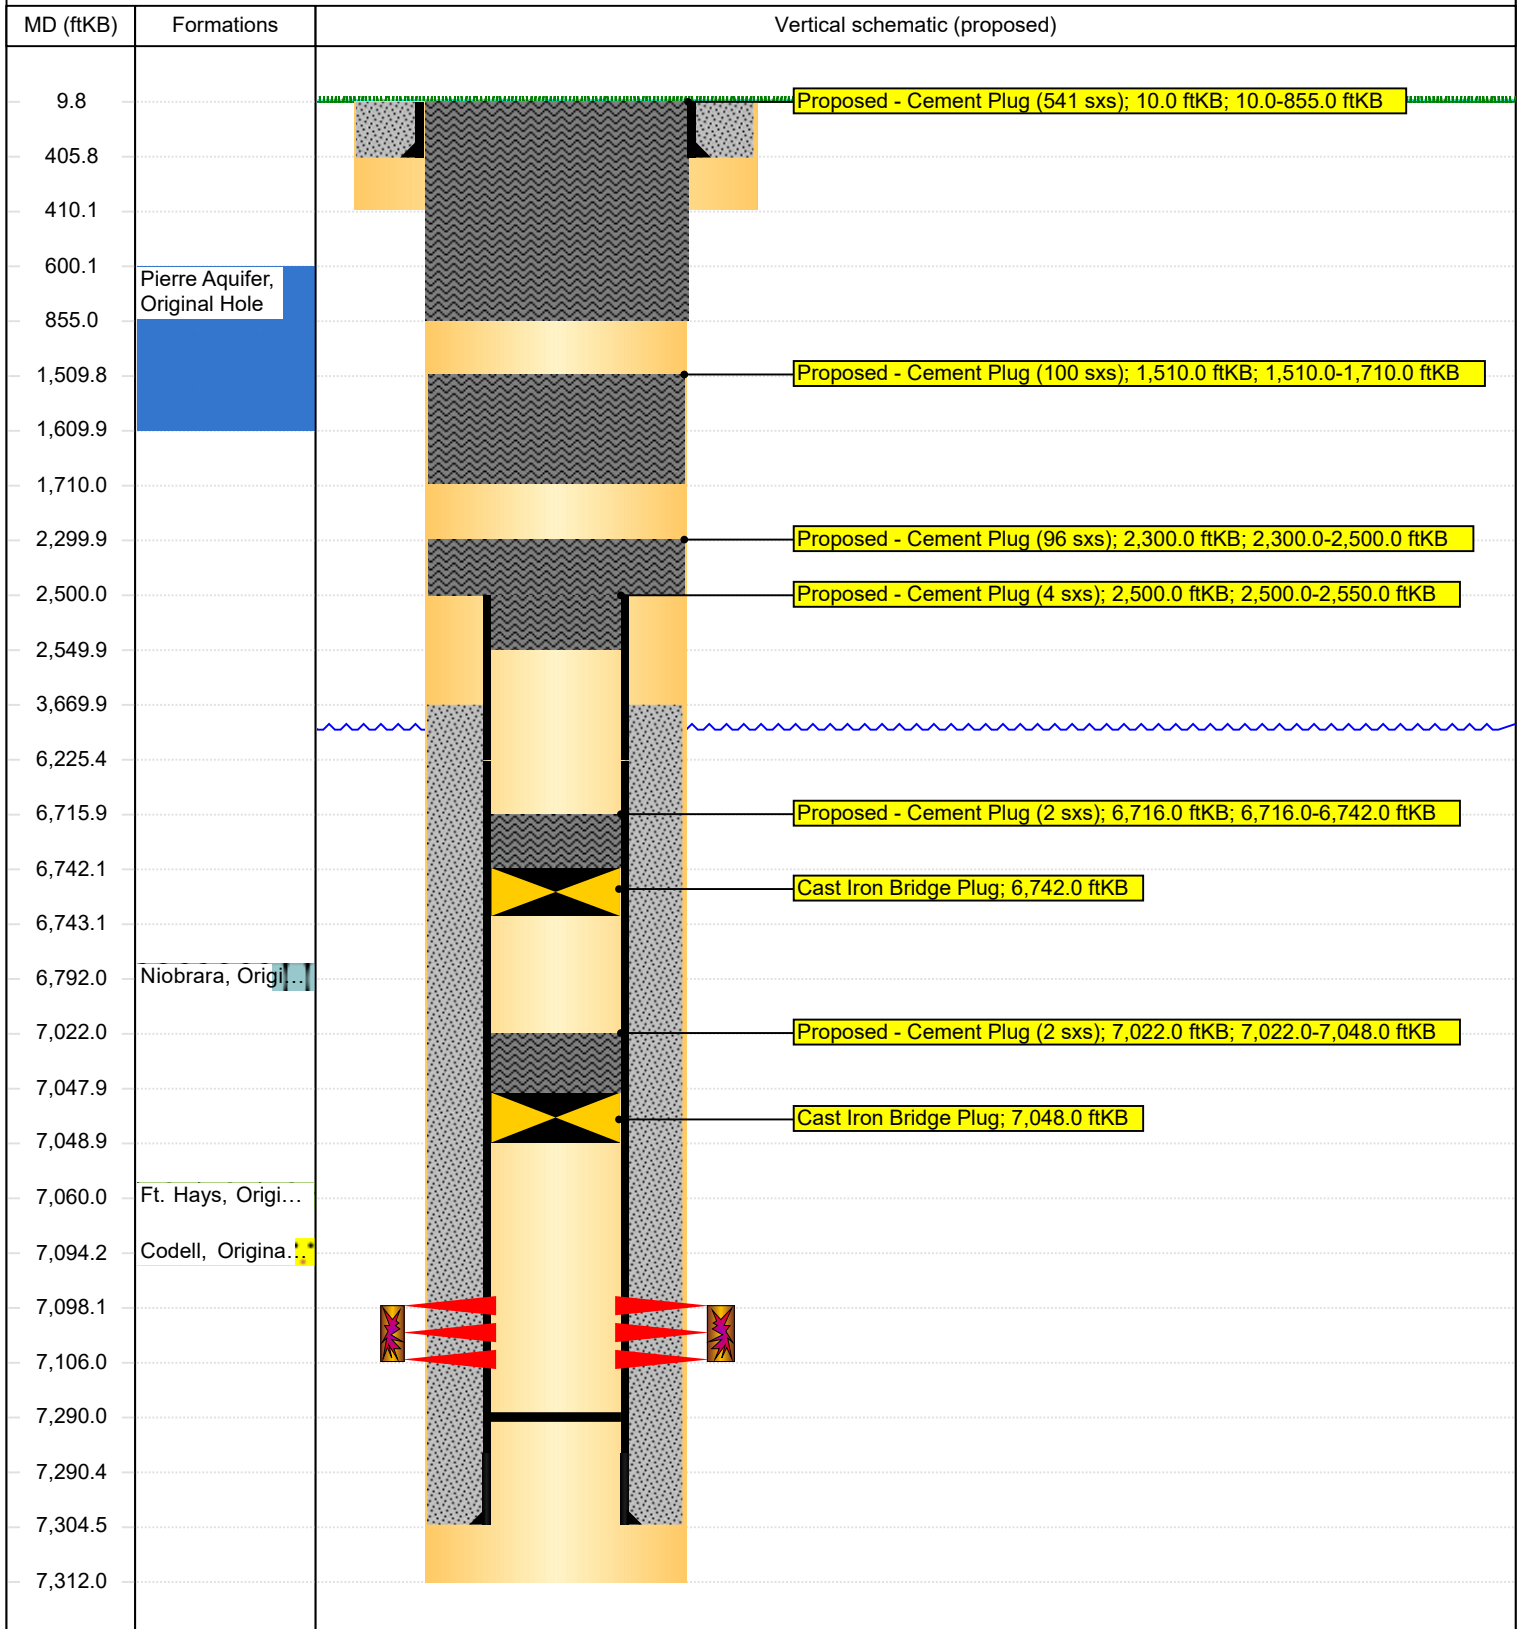 MD (ftKB) Formations Vertical schematic (proposed)
9.8 Proposed - Cement Plug (541 sxs); 10.0 ftKB; 10.0-855.0 ftKB
405.8
410.1
600.1
Pierre Aquifer,
Original Hole
855.0
1,509.8 Proposed - Cement Plug (100 sxs); 1,510.0 ftKB; 1,510.0-1,710.0 ftKB
1,609.9
1,710.0
2,299.9 Proposed - Cement Plug (96 sxs); 2,300.0 ftKB; 2,300.0-2,500.0 ftKB
2,500.0 Proposed - Cement Plug (4 sxs); 2,500.0 ftKB; 2,500.0-2,550.0 ftKB
2,549.9
3,669.9
6,225.4
6,715.9 Proposed - Cement Plug (2 sxs); 6,716.0 ftKB; 6,716.0-6,742.0 ftKB
6,742.1
Cast Iron Bridge Plug; 6,742.0 ftKB
6,743.1
6,792.0 Niobrara, Origi...
7,022.0 Proposed - Cement Plug (2 sxs); 7,022.0 ftKB; 7,022.0-7,048.0 ftKB
7,047.9
Cast Iron Bridge Plug; 7,048.0 ftKB
7,048.9
7,060.0 Ft. Hays, Origi...
7,094.2 Codell, Origina...
7,098.1
7,106.0
7,290.0
7,290.4
7,304.5
7,312.0